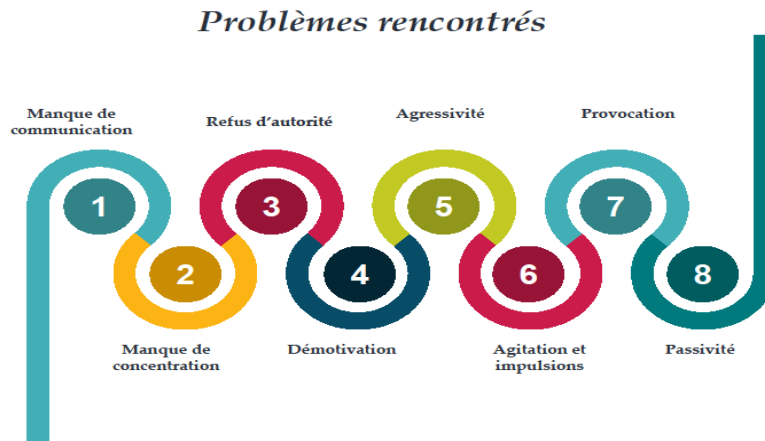 Problèmes rencontrés
Manque de
communication
1
Manque de
concentration
2
Refus d'autorité
3
Démotivation
4
Agressivité
5
Agitation et
impulsions
6
Provocation
7
Passivité
8